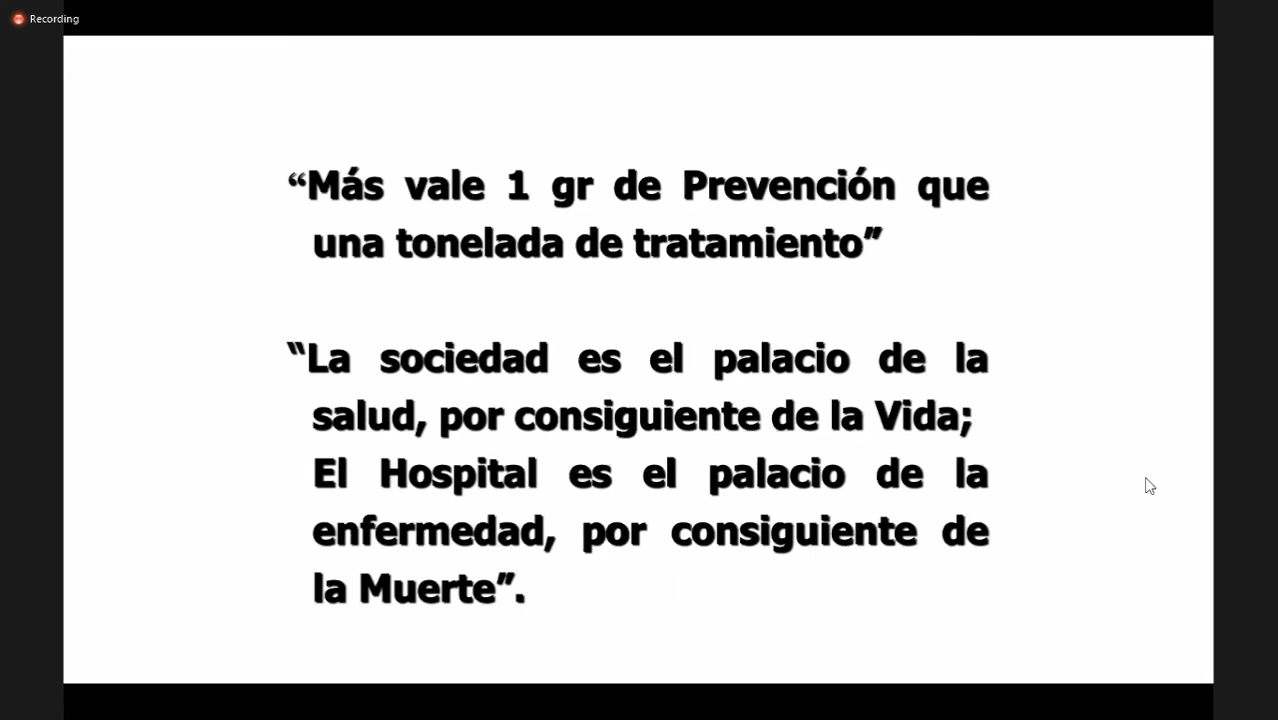 Recording
“Más vale 1 gr de Prevención que
una tonelada de tratamiento”
“La sociedad es el palacio de la
salud, por consiguiente de la Vida;
El Hospital es el palacio de la
enfermedad, por consiguiente de
la Muerte”.